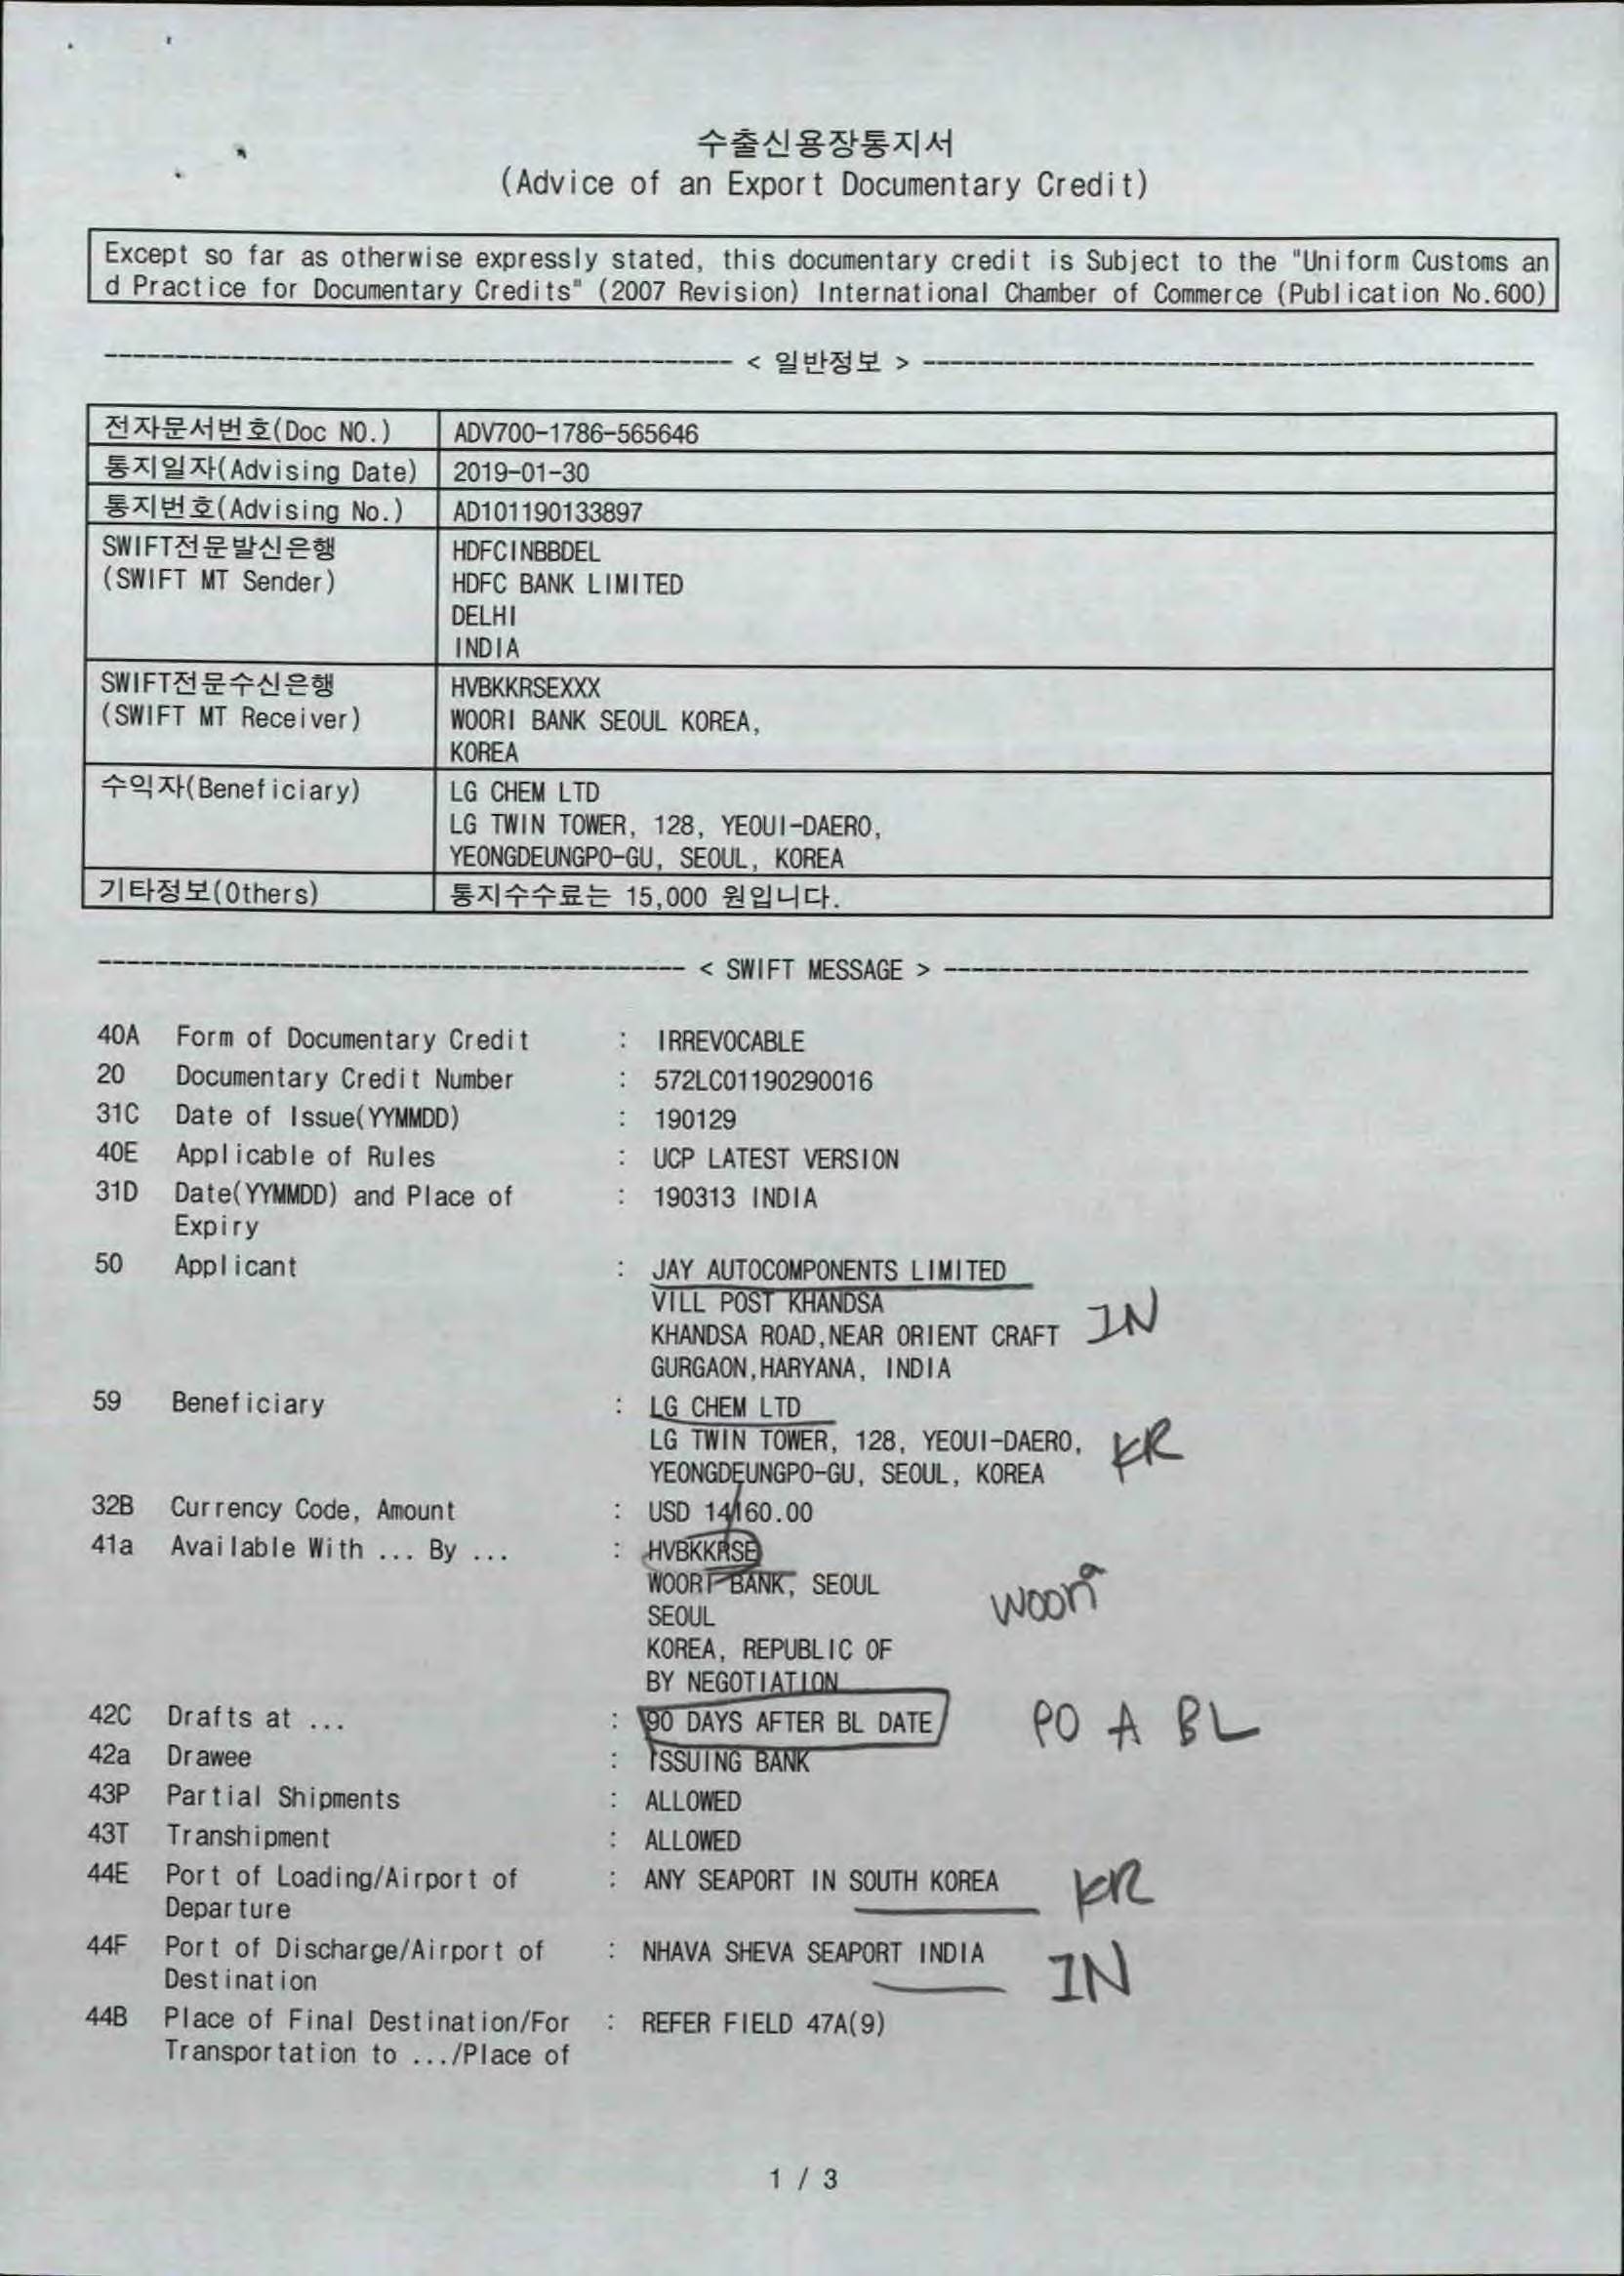 수출신용장통지서
(Advice of an Export Documentary Credit)
Except so far as otherwise expressly stated, this documentary credit is Subject to the "Uniform Customs an
d Practice for Documentary Credits" (2007 Revision) International Chamber of Commerce (Publication No.600)
< 일반정보 >
전자문서번호(Doc NO.) ADV700-1786-565646
통지일자(Advising Date) 2019-01-30
통지번호(Advising No.) AD101190133897
SWIFT전문발신은행 HDFCINBBDEL
(SWIFT MT Sender) HDFC BANK LIMITED
DELHI
INDIA
SWIFT전문수신은행 HVBKKRSEXXX
(SWIFT MT Receiver) WOORI BANK SEOUL KOREA,
KOREA
수익자(Beneficiary) LG CHEM LTD
LG TWIN TOWER, 128, YEOUI-DAERO,
YEONGDEUNGPO-GU, SEOUL, KOREA
기타정보(Others) 통지수수료는 15,000 원입니다.
< SWIFT MESSAGE >
40A Form of Documentary Credit : IRREVOCABLE
20 Documentary Credit Number : 572LC01190290016
31C Date of Issue(YYMMDD) : 190129
40E Applicable of Rules : UCP LATEST VERSION
31D Date(YYMMDD) and Place of : 190313 INDIA
Expiry
50 Applicant : JAY AUTOCOMPONENTS LIMITED
VILL POST KHANDSA
KHANDSA ROAD,NEAR ORIENT CRAFT IN
GURGAON,HARYANA, INDIA
59 Beneficiary : LG CHEM LTD
LG TWIN TOWER, 128, YEOUI-DAERO, KR
YEONGDEUNGPO-GU, SEOUL, KOREA
32B Currency Code, Amount : USD 14160.00
41a Available With ... By ... : HVBKKRSE
WOORI BANK, SEOUL
SEOUL woori
KOREA, REPUBLIC OF
BY NEGOTIATION
42C Drafts at ... : 90 DAYS AFTER BL DATE 90 A BL
42a Drawee : ISSUING BANK
43P Partial Shipments : ALLOWED
43T Transhipment : ALLOWED
44E Port of Loading/Airport of : ANY SEAPORT IN SOUTH KOREA KR
Departure
44F Port of Discharge/Airport of : NHAVA SHEVA SEAPORT INDIA IN
Destination
44B Place of Final Destination/For : REFER FIELD 47A(9)
Transportation to .../Place of
1 / 3